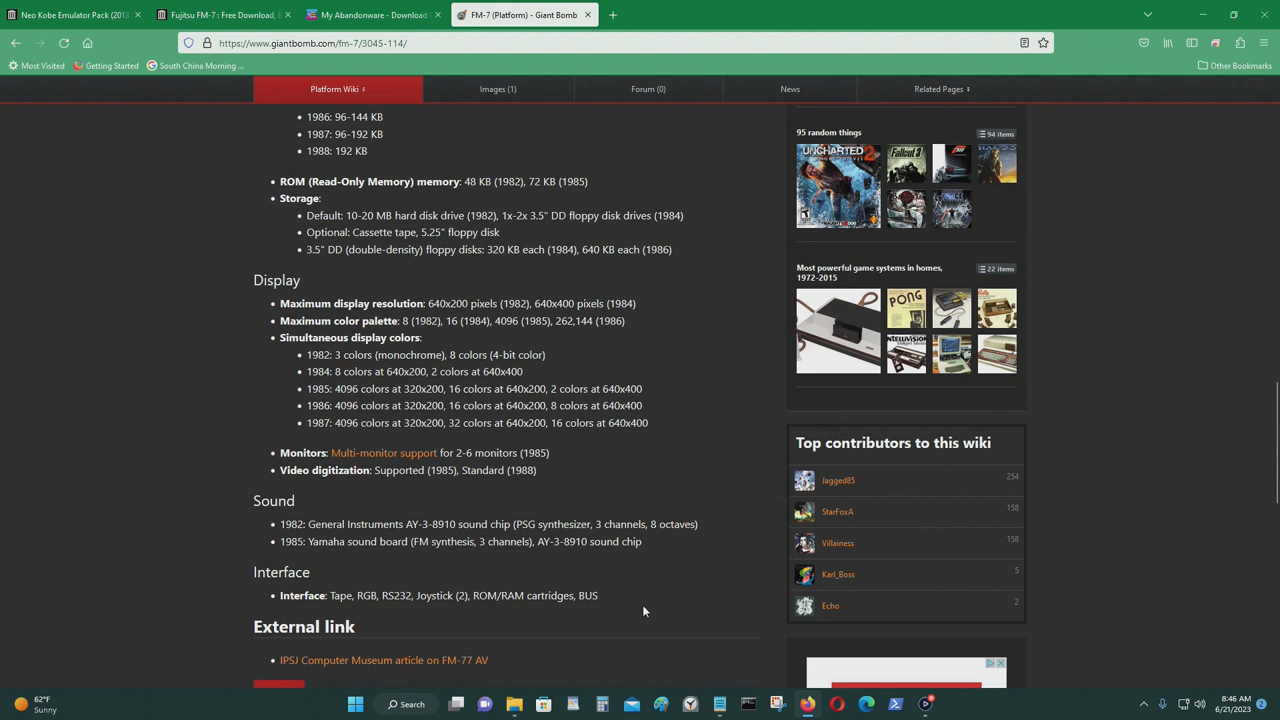 Neo Kobe Emulator Pack (2013
Fujitsu FM-7 : Free Download, B
My Abandonware - Download
FM-7 (Platform) - Giant Bomb
https://www.giantbomb.com/fm-7/3045-114/
Most Visited
Getting Started
South China Morning ...
Other Bookmarks
Platform Wiki
Images (1)
Forum (0)
News
Related Pages
1986: 96-144 KB
1987: 96-192 KB
1988: 192 KB
ROM (Read-Only Memory) memory: 48 KB (1982), 72 KB (1985)
Storage:
Default: 10-20 MB hard disk drive (1982), 1x-2x 3.5" DD floppy disk drives (1984)
Optional: Cassette tape, 5.25" floppy disk
3.5" DD (double-density) floppy disks: 320 KB each (1984), 640 KB each (1986)
Display
Maximum display resolution: 640x200 pixels (1982), 640x400 pixels (1984)
Maximum color palette: 8 (1982), 16 (1984), 4096 (1985), 262,144 (1986)
Simultaneous display colors:
1982: 3 colors (monochrome), 8 colors (4-bit color)
1984: 8 colors at 640x200, 2 colors at 640x400
1985: 4096 colors at 320x200, 16 colors at 640x200, 2 colors at 640x400
1986: 4096 colors at 320x200, 16 colors at 640x200, 8 colors at 640x400
1987: 4096 colors at 320x200, 32 colors at 640x200, 16 colors at 640x400
Monitors: Multi-monitor support for 2-6 monitors (1985)
Video digitization: Supported (1985), Standard (1988)
Sound
1982: General Instruments AY-3-8910 sound chip (PSG synthesizer, 3 channels, 8 octaves)
1985: Yamaha sound board (FM synthesis, 3 channels), AY-3-8910 sound chip
Interface
Interface: Tape, RGB, RS232, Joystick (2), ROM/RAM cartridges, BUS
External link
IPSJ Computer Museum article on FM-77 AV
95 random things
94 items
UNCHARTED 2
Fallout 3
Most powerful game systems in homes, 1972-2015
22 items
PONG
INTELLIVISION
Top contributors to this wiki
Jagged85 254
StarFoxA 158
Villainess 158
Karl_Boss 5
Echo 2
62°F
Sunny
Search
8:46 AM
6/21/2023
2